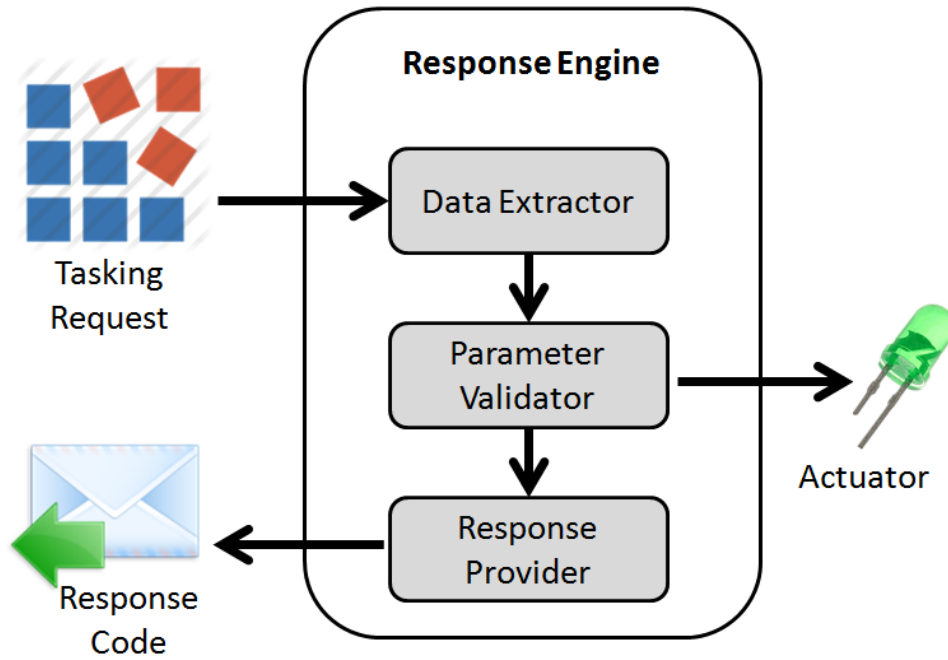 Response Engine
Tasking
Request
Data Extractor
Parameter
Validator
Actuator
Response
Provider
Response
Code